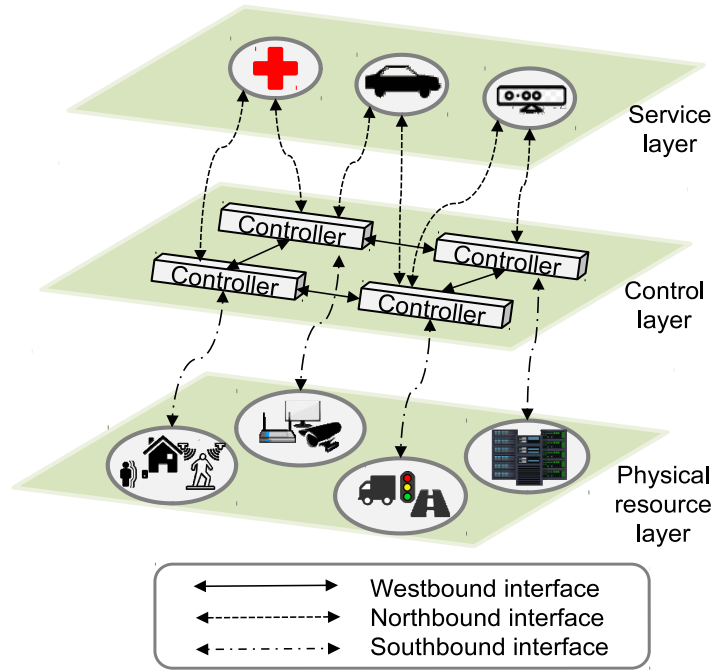 Service
layer
Controller
Controller
Controller
Controller
Control
layer
Physical
resource
layer
Westbound interface
Northbound interface
Southbound interface